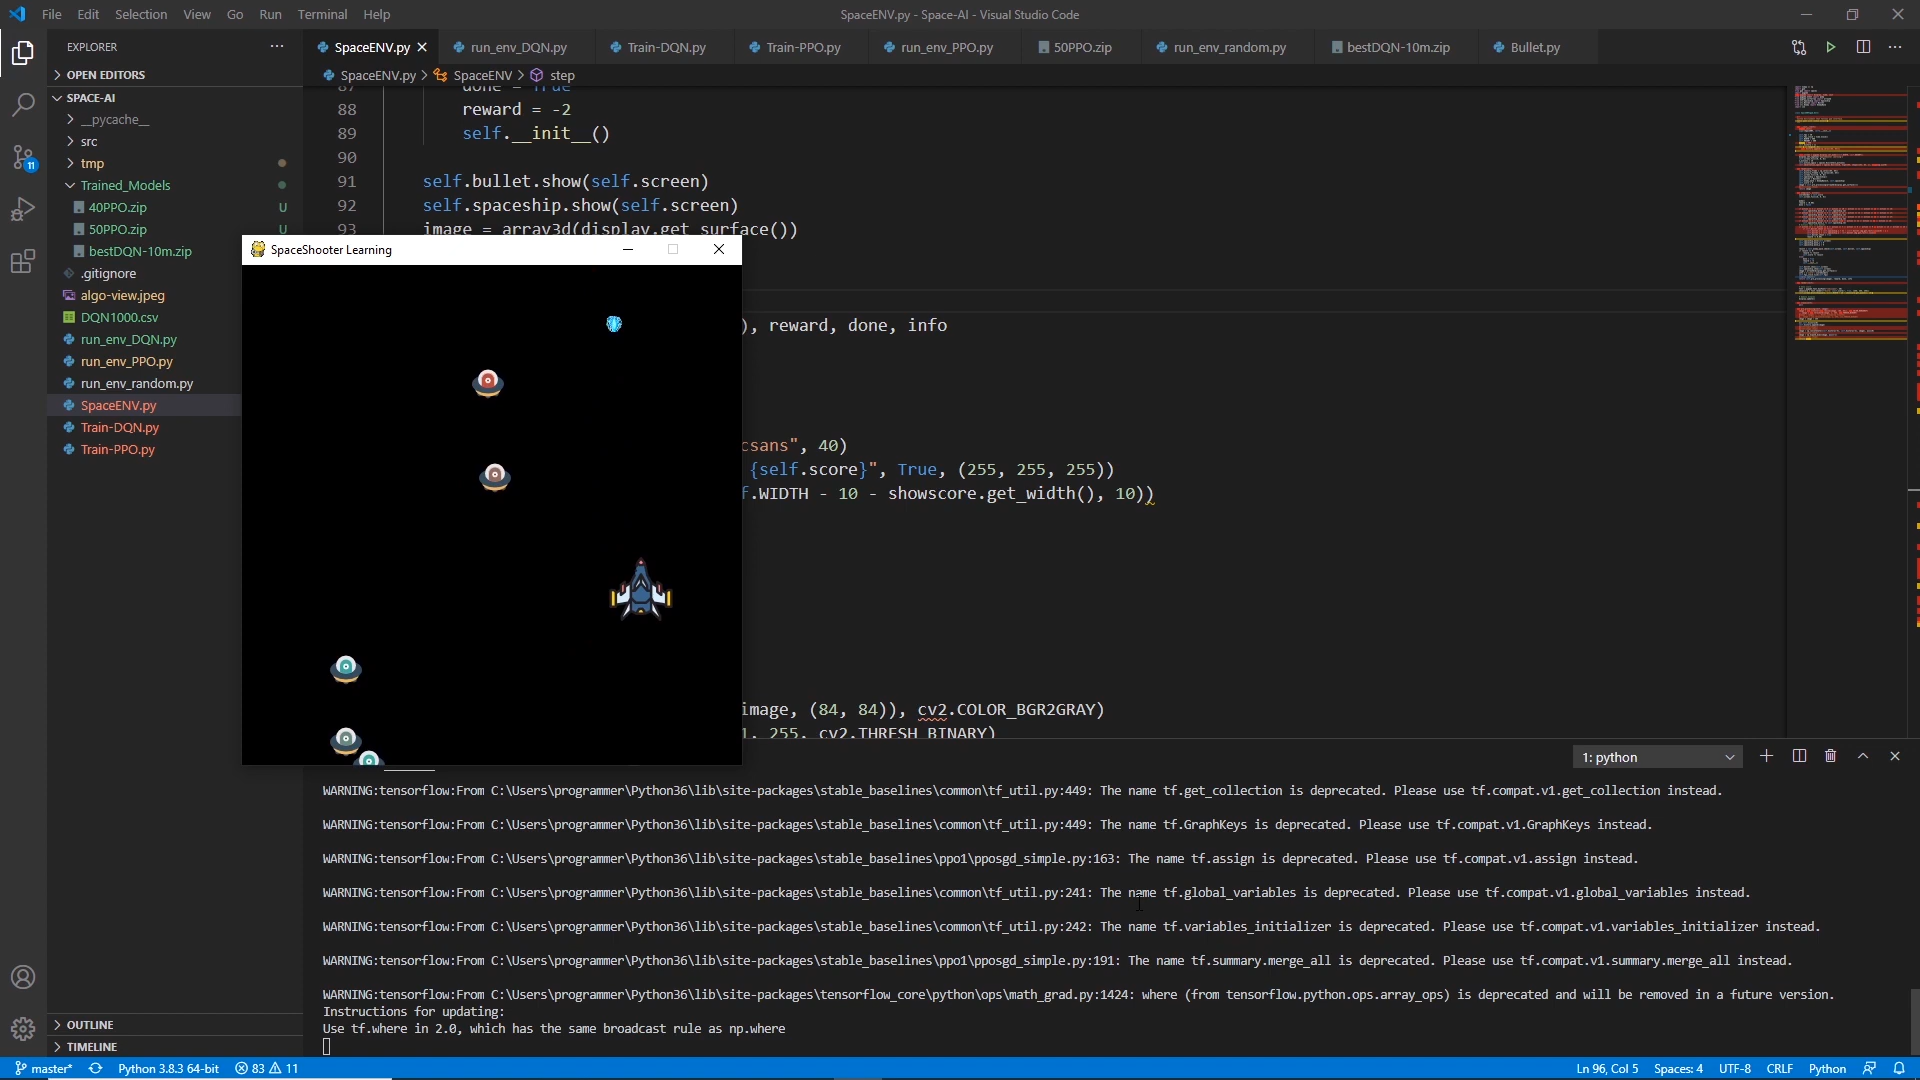 File Edit Selection View Go Run Terminal Help
SpaceENV.py - Space-AI - Visual Studio Code
EXPLORER
SpaceENV.py run_env_DQN.py Train-DQN.py Train-PPO.py run_env_PPO.py 50PPO.zip run_env_random.py bestDQN-10m.zip Bullet.py
OPEN EDITORS
SpaceENV.py > SpaceENV > step
SPACE-AI
__pycache__
src
tmp
Trained_Models
40PPO.zip U
50PPO.zip U
bestDQN-10m.zip U
.gitignore
algo-view.jpeg
DQN1000.csv
run_env_DQN.py
run_env_PPO.py
run_env_random.py
SpaceENV.py
Train-DQN.py
Train-PPO.py
OUTLINE
TIMELINE
11
87 done = True
88 reward = -2
89 self.__init__()
90
91 self.bullet.show(self.screen)
92 self.spaceship.show(self.screen)
93 image = array3d(display.get_surface())
SpaceShooter Learning
), reward, done, info
csans", 40)
{self.score}", True, (255, 255, 255))
f.WIDTH - 10 - showscore.get_width(), 10))
image, (84, 84)), cv2.COLOR_BGR2GRAY)
1, 255, cv2.THRESH_BINARY)
1: python
WARNING:tensorflow:From C:\Users\programmer\Python36\lib\site-packages\stable_baselines\common\tf_util.py:449: The name tf.get_collection is deprecated. Please use tf.compat.v1.get_collection instead.
WARNING:tensorflow:From C:\Users\programmer\Python36\lib\site-packages\stable_baselines\common\tf_util.py:449: The name tf.GraphKeys is deprecated. Please use tf.compat.v1.GraphKeys instead.
WARNING:tensorflow:From C:\Users\programmer\Python36\lib\site-packages\stable_baselines\ppo1\pposgd_simple.py:163: The name tf.assign is deprecated. Please use tf.compat.v1.assign instead.
WARNING:tensorflow:From C:\Users\programmer\Python36\lib\site-packages\stable_baselines\common\tf_util.py:241: The name tf.global_variables is deprecated. Please use tf.compat.v1.global_variables instead.
WARNING:tensorflow:From C:\Users\programmer\Python36\lib\site-packages\stable_baselines\common\tf_util.py:242: The name tf.variables_initializer is deprecated. Please use tf.compat.v1.variables_initializer instead.
WARNING:tensorflow:From C:\Users\programmer\Python36\lib\site-packages\stable_baselines\ppo1\pposgd_simple.py:191: The name tf.summary.merge_all is deprecated. Please use tf.compat.v1.summary.merge_all instead.
WARNING:tensorflow:From C:\Users\programmer\Python36\lib\site-packages\tensorflow_core\python\ops\math_grad.py:1424: where (from tensorflow.python.ops.array_ops) is deprecated and will be removed in a future version.
Instructions for updating:
Use tf.where in 2.0, which has the same broadcast rule as np.where
master* Python 3.8.3 64-bit 83 11 Ln 96, Col 5 Spaces: 4 UTF-8 CRLF Python